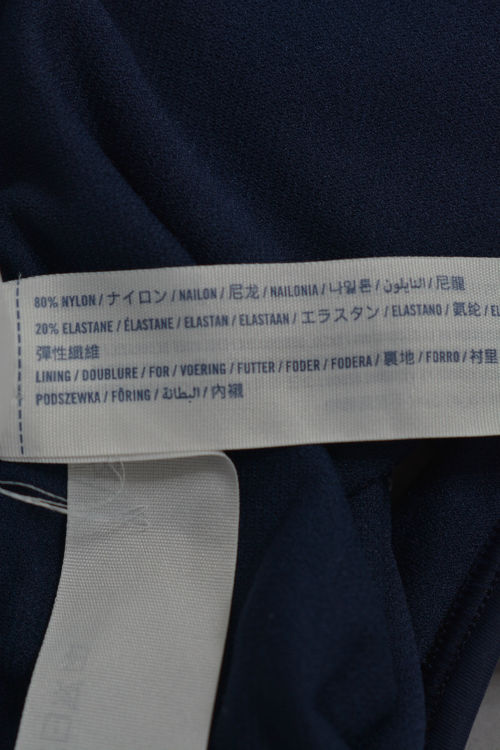 80% NYLON / ナイロン / NAILON / 尼龙 / NAILONIA / 나일론 / النايلون / 尼龍
20% ELASTANE / ÉLASTANE / ELASTAN / ELASTAAN / エラスタン / ELASTANO / 氨纶 /
彈性纖維
LINING / DOUBLURE / FOR / VOERING / FUTTER / FODER / FODERA / 裏地 / FORRO / 衬里
PODSZEWKA / FÔRING / البطانة / 內襯